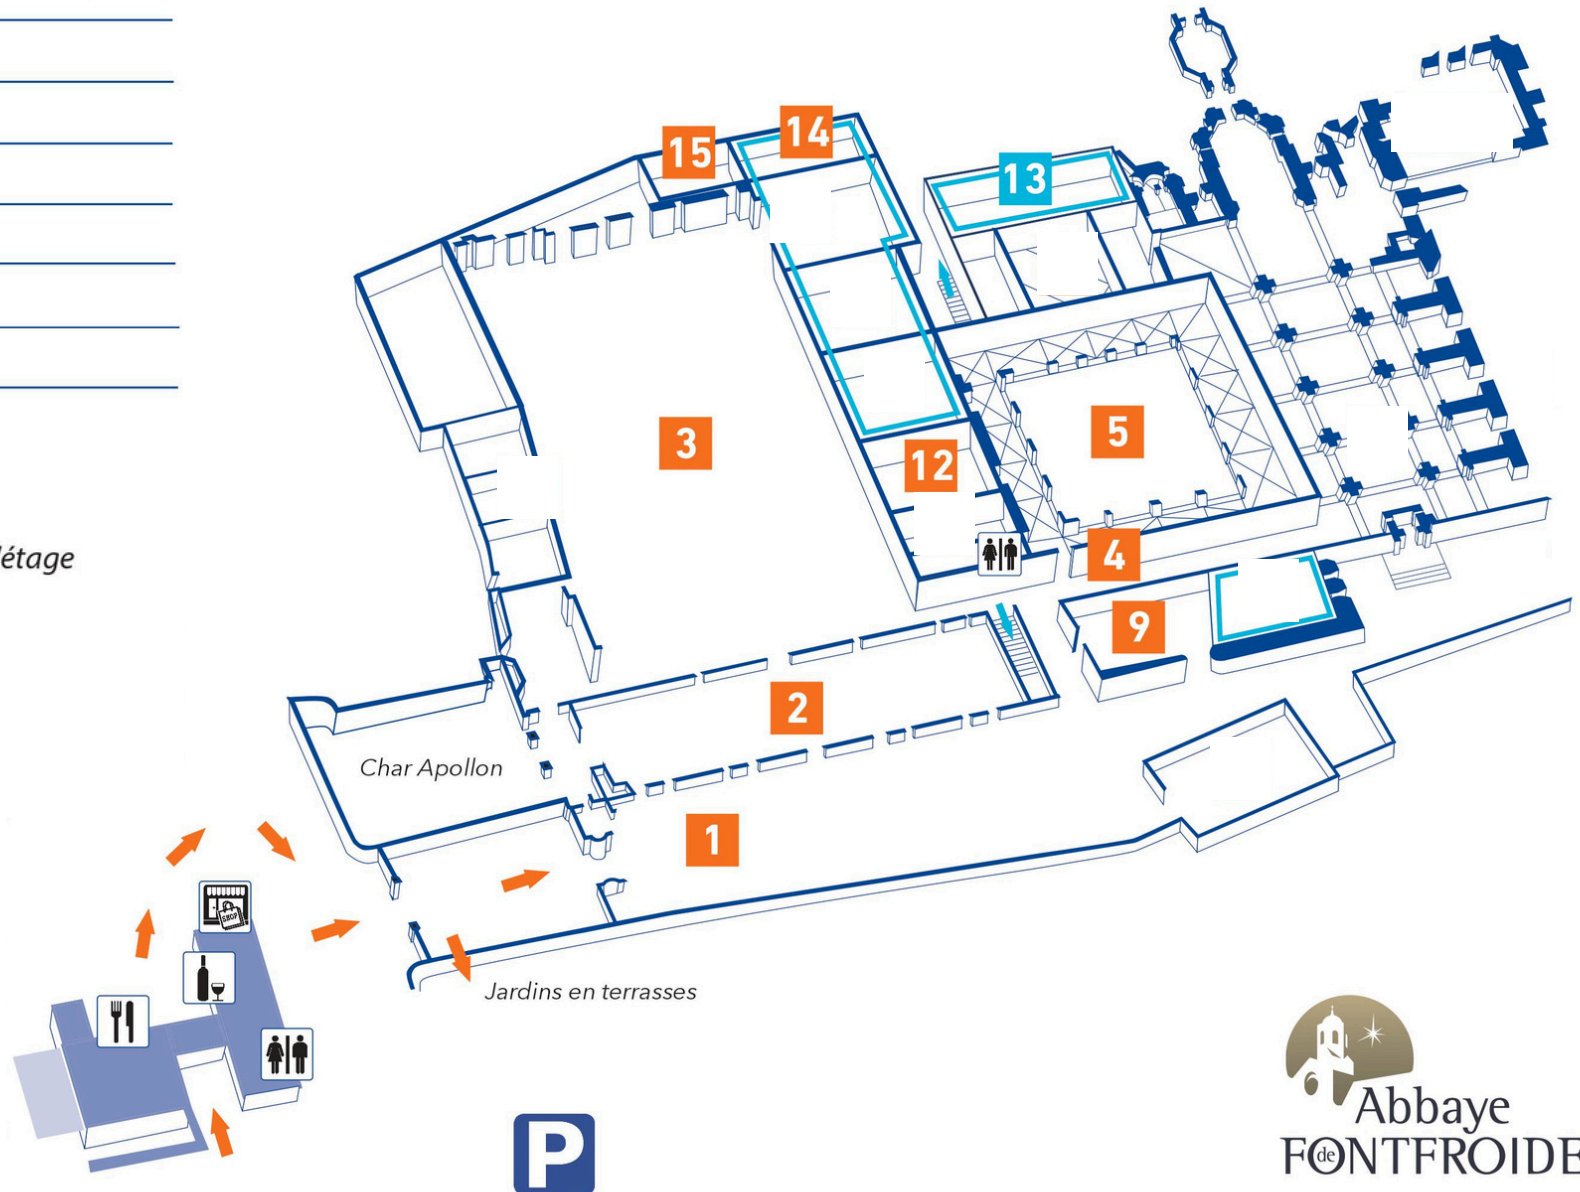 15
14
13
3
5
12
étage
4
9
2
Char Apollon
1
SHOP
Jardins en terrasses
P
Abbaye
de
FONTFROIDE